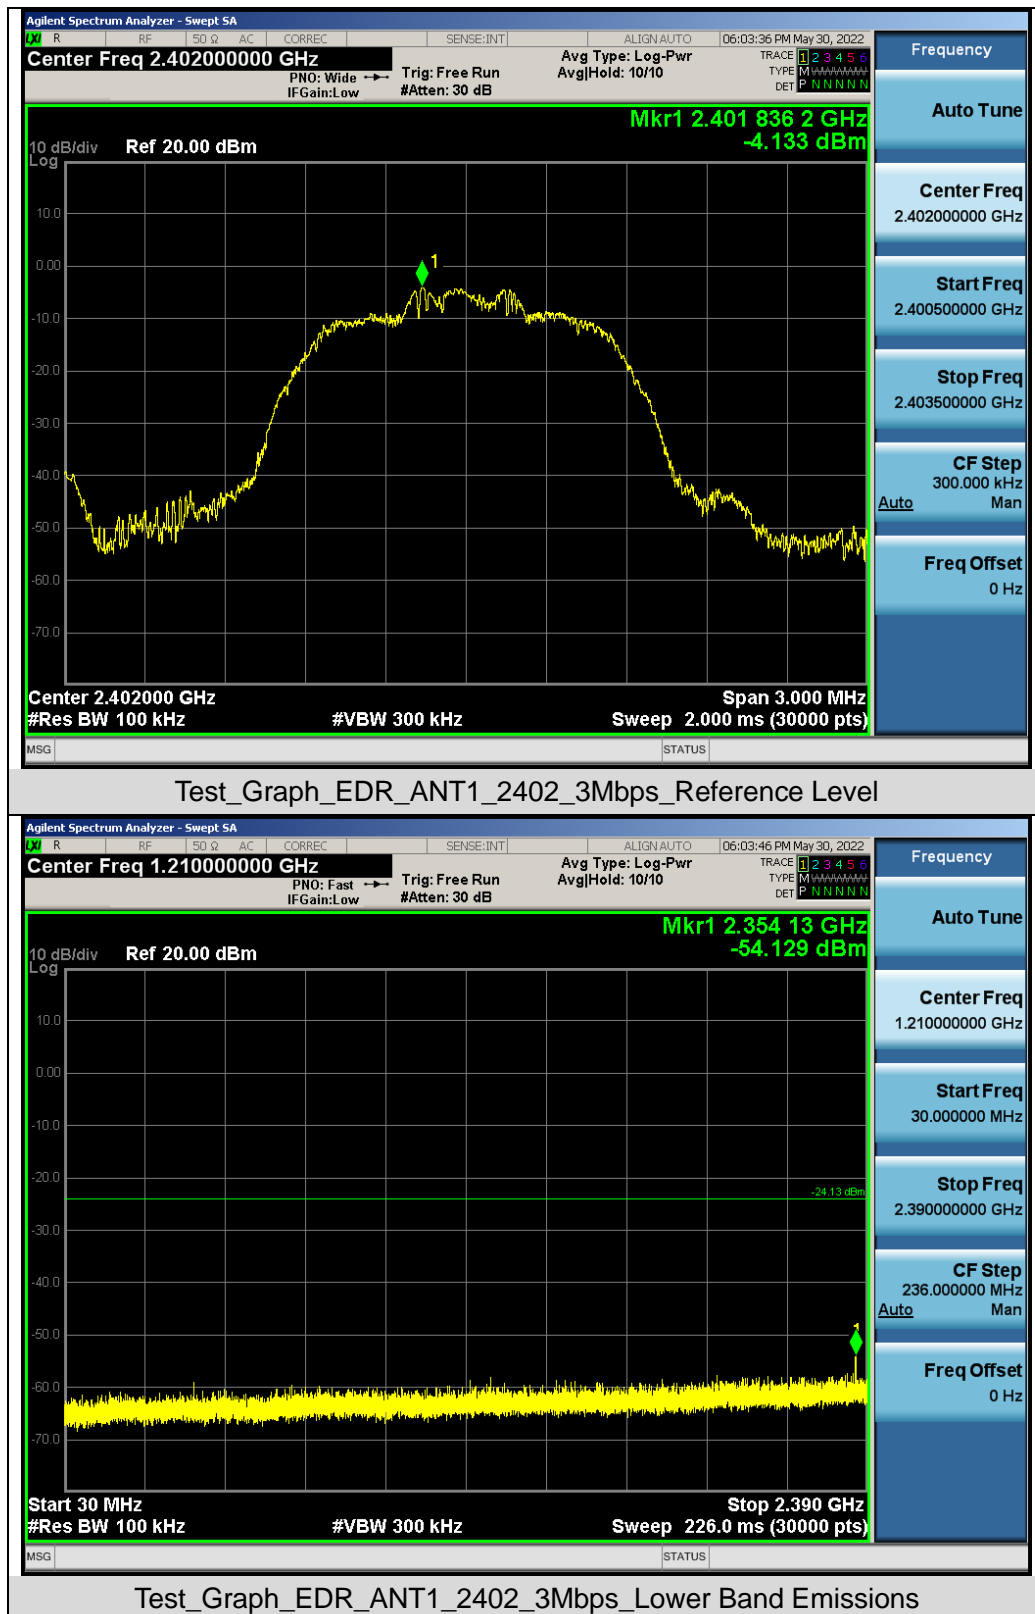 Agilent Spectrum Analyzer - Swept SA
LXI R RF 50 Ω AC CORREC SENSE:INT ALIGN AUTO 06:03:36 PM May 30, 2022
Center Freq 2.402000000 GHz
PNO: Wide
IFGain:Low
Trig: Free Run
#Atten: 30 dB
Avg Type: Log-Pwr
Avg|Hold: 10/10
TRACE 1 2 3 4 5 6
TYPE M
DET P N N N N N
Mkr1 2.401 836 2 GHz
-4.133 dBm
10 dB/div Ref 20.00 dBm
Log
10.0
0.00
-10.0
-20.0
-30.0
-40.0
-50.0
-60.0
-70.0
1
Center 2.402000 GHz Span 3.000 MHz
#Res BW 100 kHz #VBW 300 kHz Sweep 2.000 ms (30000 pts)
MSG STATUS
Frequency
Auto Tune
Center Freq
2.402000000 GHz
Start Freq
2.400500000 GHz
Stop Freq
2.403500000 GHz
CF Step
300.000 kHz
Auto Man
Freq Offset
0 Hz
Test_Graph_EDR_ANT1_2402_3Mbps_Reference Level
Agilent Spectrum Analyzer - Swept SA
LXI R RF 50 Ω AC CORREC SENSE:INT ALIGN AUTO 06:03:46 PM May 30, 2022
Center Freq 1.210000000 GHz
PNO: Fast
IFGain:Low
Trig: Free Run
#Atten: 30 dB
Avg Type: Log-Pwr
Avg|Hold: 10/10
TRACE 1 2 3 4 5 6
TYPE M
DET P N N N N N
Mkr1 2.354 13 GHz
-54.129 dBm
10 dB/div Ref 20.00 dBm
Log
10.0
0.00
-10.0
-20.0
-24.13 dBm
-30.0
-40.0
-50.0
-60.0
-70.0
1
Start 30 MHz Stop 2.390 GHz
#Res BW 100 kHz #VBW 300 kHz Sweep 226.0 ms (30000 pts)
MSG STATUS
Frequency
Auto Tune
Center Freq
1.210000000 GHz
Start Freq
30.000000 MHz
Stop Freq
2.390000000 GHz
CF Step
236.000000 MHz
Auto Man
Freq Offset
0 Hz
Test_Graph_EDR_ANT1_2402_3Mbps_Lower Band Emissions